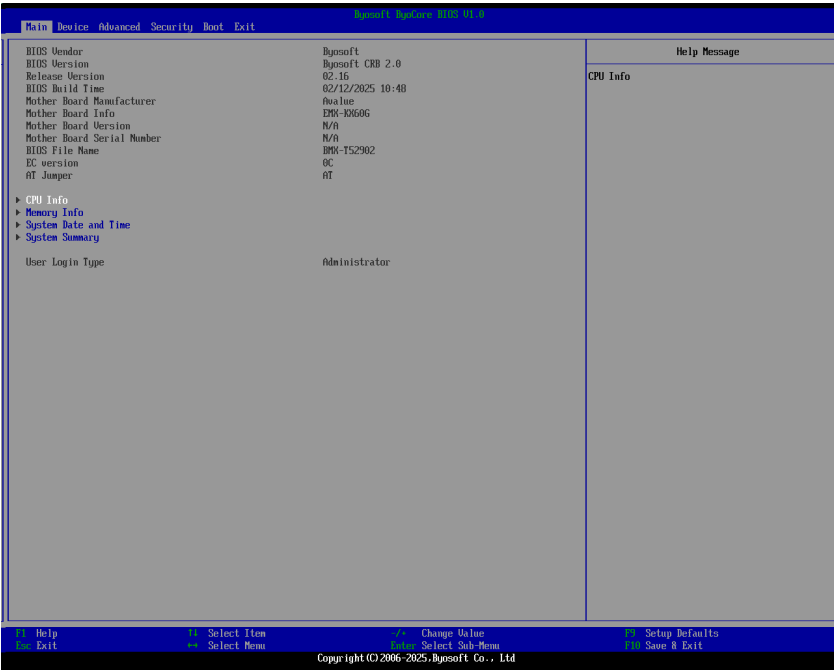 Byosoft ByoCore BIOS V1.0
Main Device Advanced Security Boot Exit
BIOS Vendor Byosoft
BIOS Version Byosoft CRB 2.0
Release Version 02.16
BIOS Build Time 02/12/2025 10:48
Mother Board Manufacturer Avalue
Mother Board Info EMX-KX60G
Mother Board Version N/A
Mother Board Serial Number N/A
BIOS File Name BMX-T52902
EC version 0C
AT Jumper AT
CPU Info
Memory Info
System Date and Time
System Summary
User Login Type Administrator
Help Message
CPU Info
F1 Help ↑↓ Select Item -/+ Change Value F9 Setup Defaults
Esc Exit ↔ Select Menu Enter Select Sub-Menu F10 Save & Exit
Copyright(C)2006-2025,Byosoft Co., Ltd